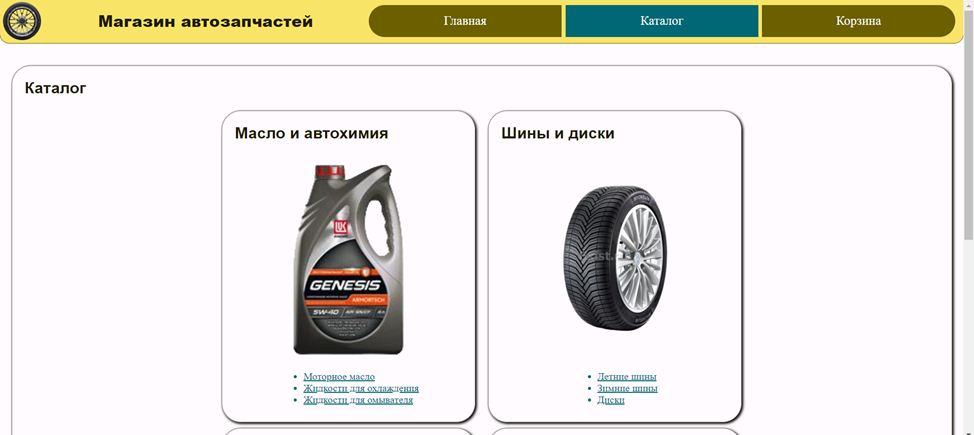 Магазин автозапчастей
Главная
Каталог
Корзина
Каталог
Масло и автохимия
Шины и диски
GENESIS
ARMORTECH
5W-40
Моторное масло
Жидкости для охлаждения
Жидкости для омывателя
Летние шины
Зимние шины
Диски